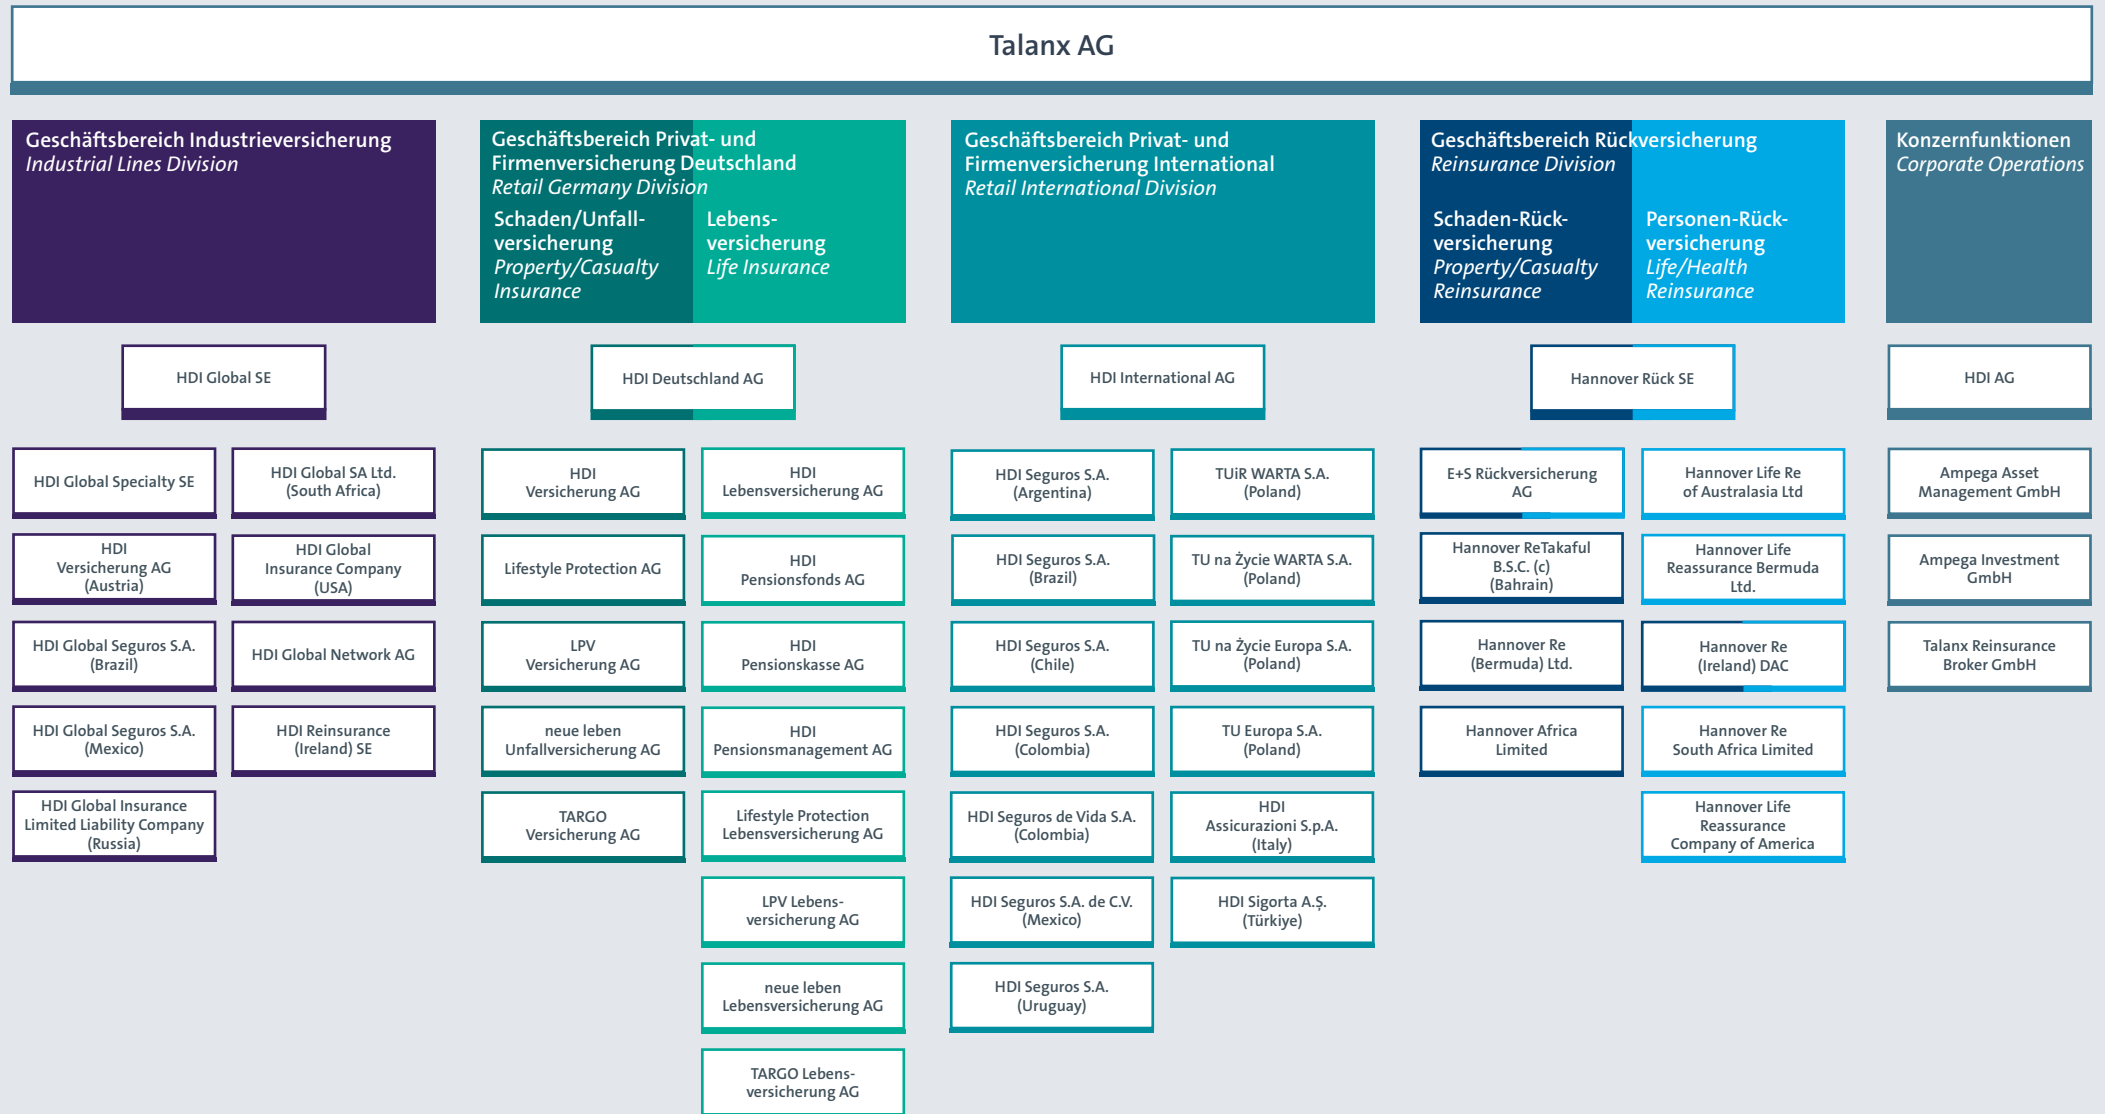 Talanx AG
Geschäftsbereich Industrieversicherung
Industrial Lines Division
Geschäftsbereich Privat- und
Firmenversicherung Deutschland
Retail Germany Division
Schaden/Unfall-
versicherung
Property/Casualty
Insurance
Lebens-
versicherung
Life Insurance
Geschäftsbereich Privat- und
Firmenversicherung International
Retail International Division
Geschäftsbereich Rückversicherung
Reinsurance Division
Schaden-Rück-
versicherung
Property/Casualty
Reinsurance
Personen-Rück-
versicherung
Life/Health
Reinsurance
Konzernfunktionen
Corporate Operations
HDI Global SE
HDI Deutschland AG
HDI International AG
Hannover Rück SE
HDI AG
HDI Global Specialty SE
HDI
Versicherung AG
(Austria)
HDI Global Seguros S.A.
(Brazil)
HDI Global Seguros S.A.
(Mexico)
HDI Global Insurance
Limited Liability Company
(Russia)
HDI Global SA Ltd.
(South Africa)
HDI Global
Insurance Company
(USA)
HDI Global Network AG
HDI Reinsurance
(Ireland) SE
HDI
Versicherung AG
Lifestyle Protection AG
LPV
Versicherung AG
neue leben
Unfallversicherung AG
TARGO
Versicherung AG
HDI
Lebensversicherung AG
HDI
Pensionsfonds AG
HDI
Pensionskasse AG
HDI
Pensionsmanagement AG
Lifestyle Protection
Lebensversicherung AG
LPV Lebens-
versicherung AG
neue leben
Lebensversicherung AG
TARGO Lebens-
versicherung AG
HDI Seguros S.A.
(Argentina)
HDI Seguros S.A.
(Brazil)
HDI Seguros S.A.
(Chile)
HDI Seguros S.A.
(Colombia)
HDI Seguros de Vida S.A.
(Colombia)
HDI Seguros S.A. de C.V.
(Mexico)
HDI Seguros S.A.
(Uruguay)
TUiR WARTA S.A.
(Poland)
TU na Życie WARTA S.A.
(Poland)
TU na Życie Europa S.A.
(Poland)
TU Europa S.A.
(Poland)
HDI
Assicurazioni S.p.A.
(Italy)
HDI Sigorta A.Ş.
(Türkiye)
E+S Rückversicherung
AG
Hannover ReTakaful
B.S.C. (c)
(Bahrain)
Hannover Re
(Bermuda) Ltd.
Hannover Africa
Limited
Hannover Life Re
of Australasia Ltd
Hannover Life
Reassurance Bermuda
Ltd.
Hannover Re
(Ireland) DAC
Hannover Re
South Africa Limited
Hannover Life
Reassurance
Company of America
Ampega Asset
Management GmbH
Ampega Investment
GmbH
Talanx Reinsurance
Broker GmbH